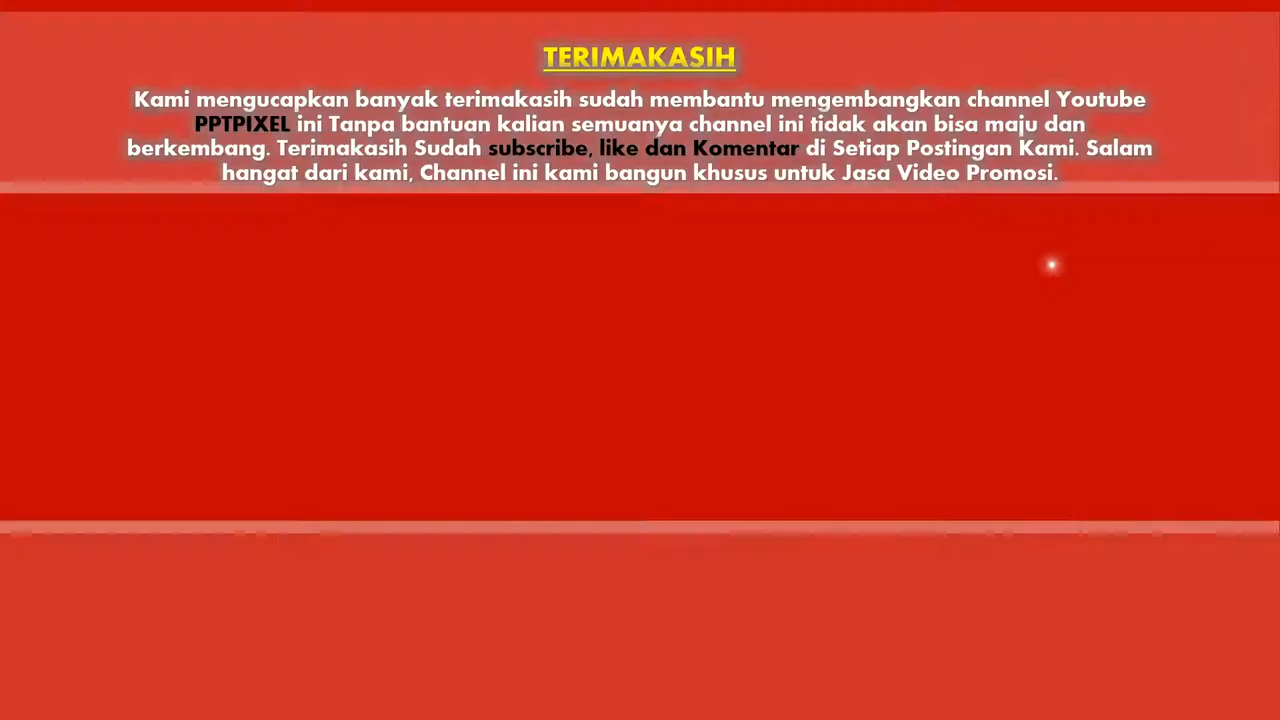 TERIMAKASIH
Kami mengucapkan banyak terimakasih sudah membantu mengembangkan channel Youtube
PPTPIXEL ini Tanpa bantuan kalian semuanya channel ini tidak akan bisa maju dan
berkembang. Terimakasih Sudah subscribe, like dan Komentar di Setiap Postingan Kami. Salam
hangat dari kami, Channel ini kami bangun khusus untuk Jasa Video Promosi.